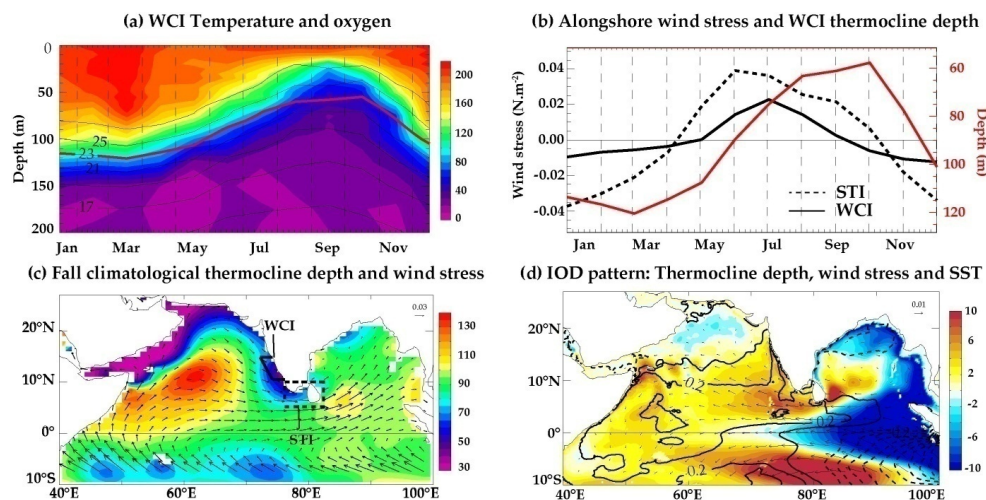 (a) WCI Temperature and oxygen
(b) Alongshore wind stress and WCI thermocline depth
0
50
100
150
200
Depth (m)
25
23
21
17
Jan Mar May Jul Sep Nov
200
160
120
80
40
0
0.04
0.02
0.00
-0.02
-0.04
Wind stress (N.m⁻²)
STI
WCI
Jan Mar May Jul Sep Nov
60
80
100
120
Depth (m)
(c) Fall climatological thermocline depth and wind stress
(d) IOD pattern: Thermocline depth, wind stress and SST
20°N
10°N
0°
10°S
WCI
STI
0.03
40°E 60°E 80°E 100°E
130
110
90
70
50
30
20°N
10°N
0°
10°S
0.2
0.2
0.2
0.01
40°E 60°E 80°E 100°E
10
8
6
4
2
0
-2
-4
-6
-8
-10